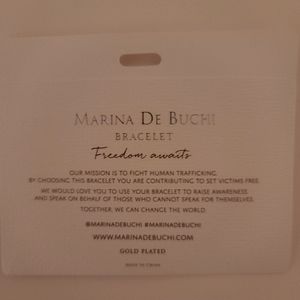 MARINA DE BUCHI
BRACELET
Freedom awaits
OUR MISSION IS TO FIGHT HUMAN TRAFFICKING.
BY CHOOSING THIS BRACELET YOU ARE CONTRIBUTING TO SET VICTIMS FREE.
WE WOULD LOVE YOU TO USE YOUR BRACELET TO RAISE AWARENESS
AND SPEAK ON BEHALF OF THOSE WHO CANNOT SPEAK FOR THEMSELVES.
TOGETHER, WE CAN CHANGE THE WORLD.
@MARINADEBUCHI #MARINADEBUCHI
WWW.MARINADEBUCHI.COM
GOLD PLATED
MADE IN CHINA